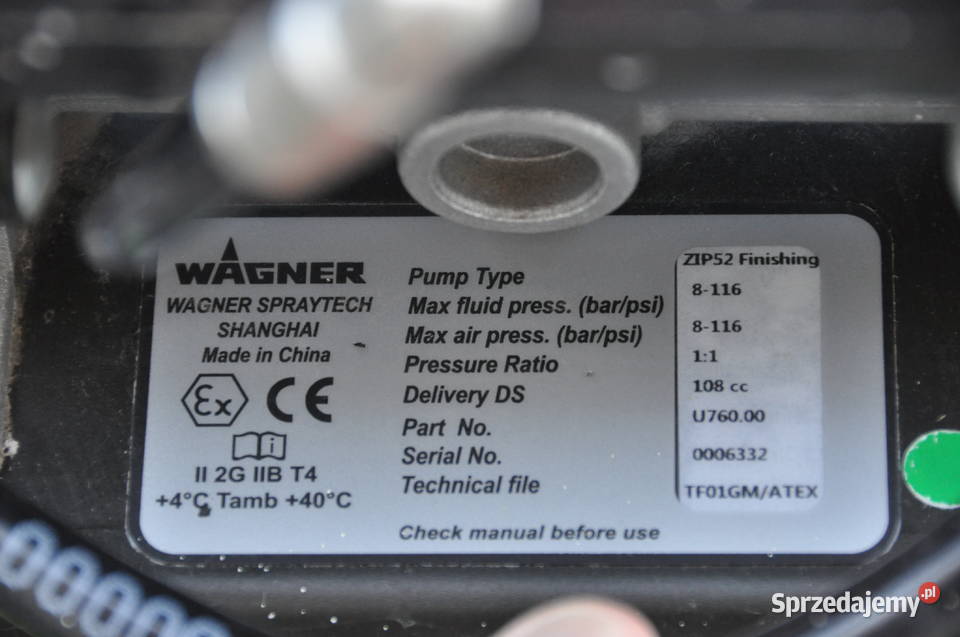 WAGNER
WAGNER SPRAYTECH
SHANGHAI
Made in China
Ex CE
i
II 2G IIB T4
+4°C Tamb +40°C
Pump Type ZIP52 Finishing
Max fluid press. (bar/psi) 8-116
Max air press. (bar/psi) 8-116
Pressure Ratio 1:1
Delivery DS 108 cc
Part No. U760.00
Serial No. 0006332
Technical file TF01GM/ATEX
Check manual before use
Sprzedajemy.pl